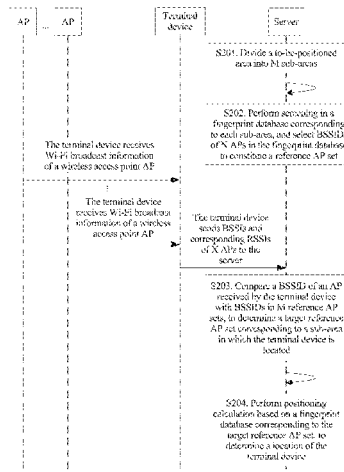 AP
...
AP
Terminal
device
Server
S201. Divide a to-be-positioned
area into M sub-areas
S202. Perform screening in a
fingerprint database corresponding
to each sub-area, and select BSSIDs
of X APs in the fingerprint database
to constitute a reference AP set
The terminal device receives
Wi-Fi broadcast information
of a wireless access point AP
The terminal device
receives Wi-Fi broadcast
information of a wireless
access point AP
The terminal device
sends BSSIDs and
corresponding RSSIs
of X APs to the
server
S203. Compare a BSSID of an AP
received by the terminal device
with BSSIDs in M reference AP
sets, to determine a target reference
AP set corresponding to a sub-area
in which the terminal device is
located
S204. Perform positioning
calculation based on a fingerprint
database corresponding to the
target reference AP set, to
determine a location of the
terminal device